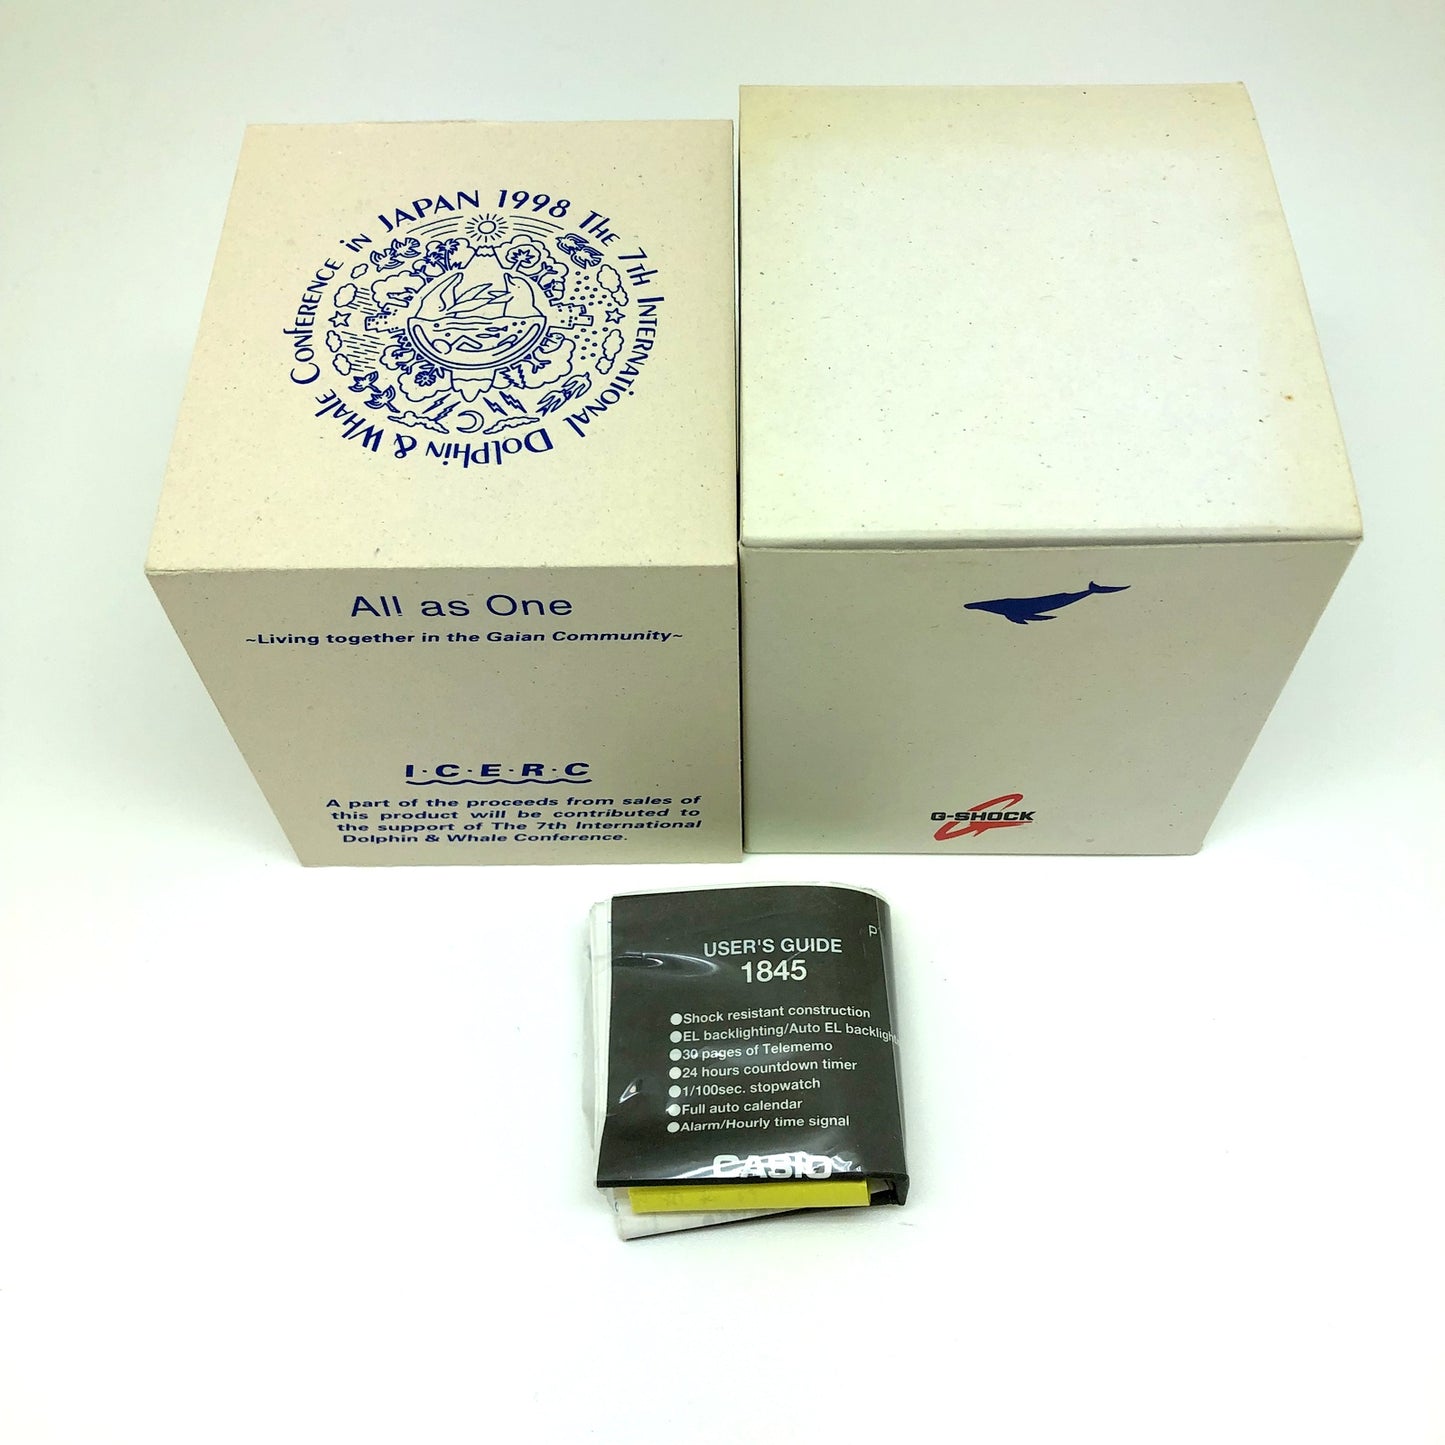 JAPAN 1998 The 7th International Dolphin & Whale Conference in
All as One
~Living together in the Gaian Community~
I·C·E·R·C
A part of the proceeds from sales of
this product will be contributed to
the support of The 7th International
Dolphin & Whale Conference.
G-SHOCK
P
USER'S GUIDE
1845
●Shock resistant construction
●EL backlighting/Auto EL backligh
●30 pages of Telememo
●24 hours countdown timer
●1/100sec. stopwatch
●Full auto calendar
●Alarm/Hourly time signal
CASIO